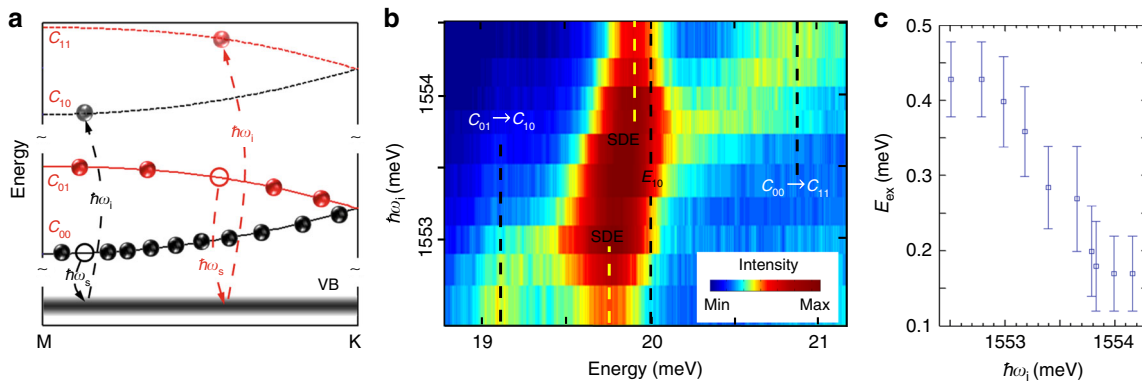 a
Energy
C₁₁
C₁₀
~ ~
C₀₁
C₀₀
~ ~
ħωᵢ
ħωᵢ
ħωₛ
ħωₛ
VB
M K
b
ħωᵢ (meV)
1554
1553
C₀₁→C₁₀
SDE
E₁₀
C₀₀→C₁₁
SDE
Intensity
Min Max
19 20 21
Energy (meV)
c
Eₑₓ (meV)
0.5
0.4
0.3
0.2
0.1
1553 1554
ħωᵢ (meV)